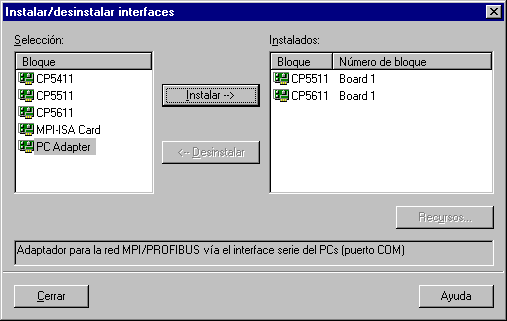 Instalar/desinstalar interfaces
Selección:
Instalados:
Bloque
CP5411
CP5511
CP5611
MPI-ISA Card
PC Adapter
Instalar -->
<-- Desinstalar
Bloque Número de bloque
CP5511 Board 1
CP5611 Board 1
Recursos...
Adaptador para la red MPI/PROFIBUS vía el interface serie del PCs (puerto COM)
Cerrar
Ayuda